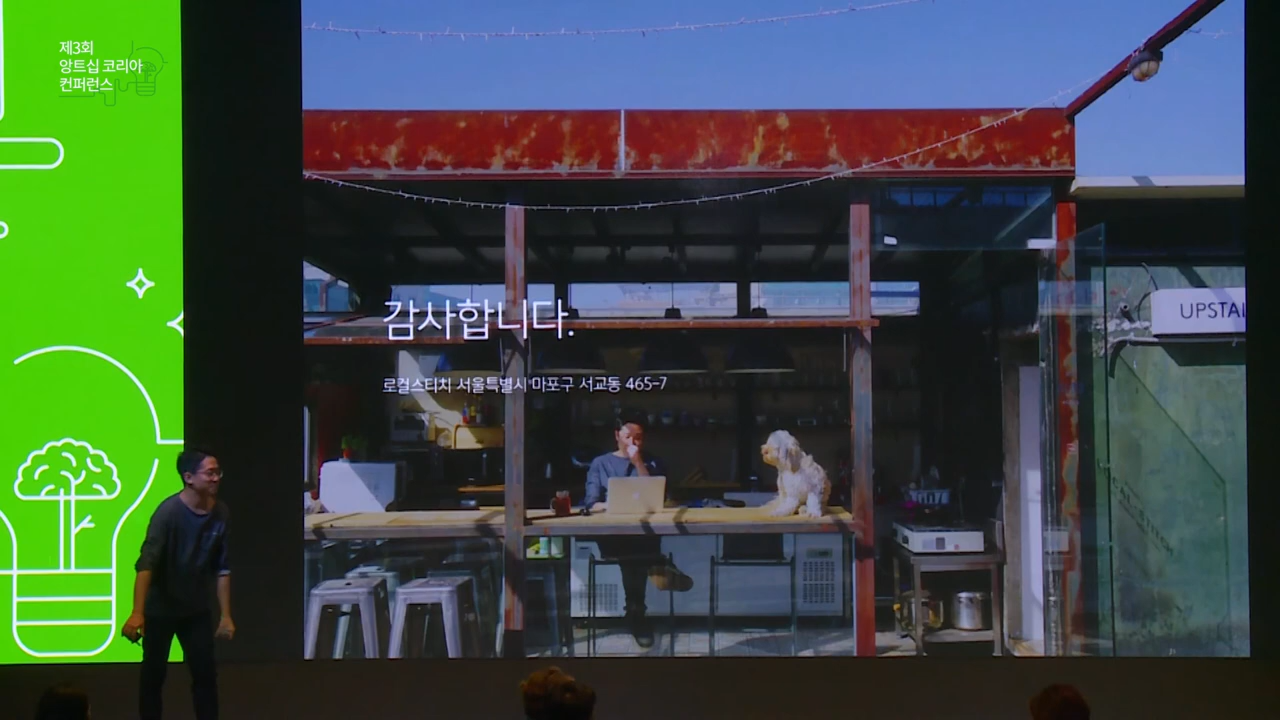 제3회
앙트십 코리아
컨퍼런스
감사합니다.
로컬스티치 서울특별시 마포구 서교동 465-7
UPSTAI